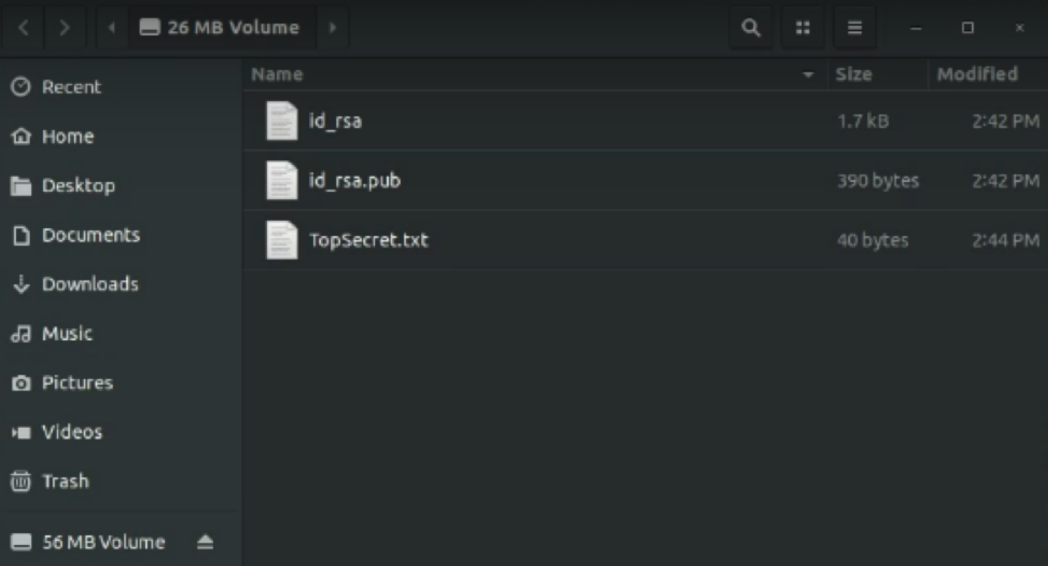 26 MB Volume
Name Size Modified
Recent
Home
Desktop
Documents
Downloads
Music
Pictures
Videos
Trash
56 MB Volume
id_rsa 1.7 kB 2:42 PM
id_rsa.pub 390 bytes 2:42 PM
TopSecret.txt 40 bytes 2:44 PM